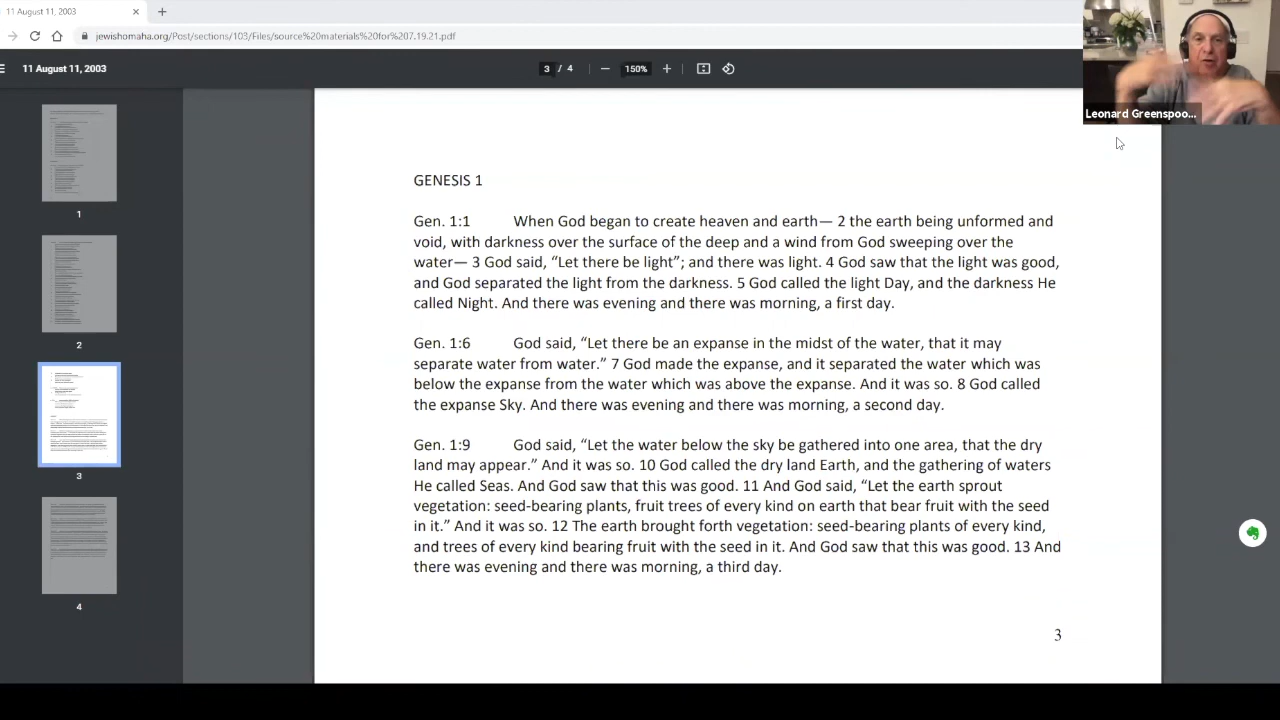 11 August 11, 2003
jewishomaha.org/Post/sections/103/Files/source%20materials%20for%207.19.21.pdf
11 August 11, 2003
3 / 4
150%
Leonard Greenspoo...
1
2
3
4
GENESIS 1
Gen. 1:1 When God began to create heaven and earth— 2 the earth being unformed and
void, with darkness over the surface of the deep and a wind from God sweeping over the
water— 3 God said, “Let there be light”; and there was light. 4 God saw that the light was good,
and God separated the light from the darkness. 5 God called the light Day, and the darkness He
called Night. And there was evening and there was morning, a first day.
Gen. 1:6 God said, “Let there be an expanse in the midst of the water, that it may
separate water from water.” 7 God made the expanse, and it separated the water which was
below the expanse from the water which was above the expanse. And it was so. 8 God called
the expanse Sky. And there was evening and there was morning, a second day.
Gen. 1:9 God said, “Let the water below the sky be gathered into one area, that the dry
land may appear.” And it was so. 10 God called the dry land Earth, and the gathering of waters
He called Seas. And God saw that this was good. 11 And God said, “Let the earth sprout
vegetation: seed-bearing plants, fruit trees of every kind on earth that bear fruit with the seed
in it.” And it was so. 12 The earth brought forth vegetation: seed-bearing plants of every kind,
and trees of every kind bearing fruit with the seed in it. And God saw that this was good. 13 And
there was evening and there was morning, a third day.
3